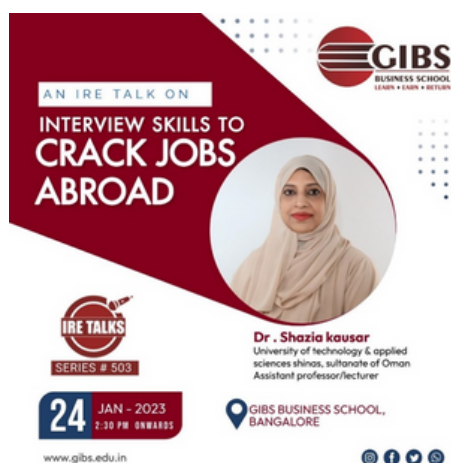 GIBS
BUSINESS SCHOOL
LEARN • EARN • RETURN
AN IRE TALK ON
INTERVIEW SKILLS TO
CRACK JOBS
ABROAD
IRE TALKS
SERIES # 503
Dr . Shazia kausar
University of technology & applied
sciences shinas, sultanate of Oman
Assistant professor/lecturer
24
JAN - 2023
2:30 PM ONWARDS
GIBS BUSINESS SCHOOL,
BANGALORE
www.gibs.edu.in